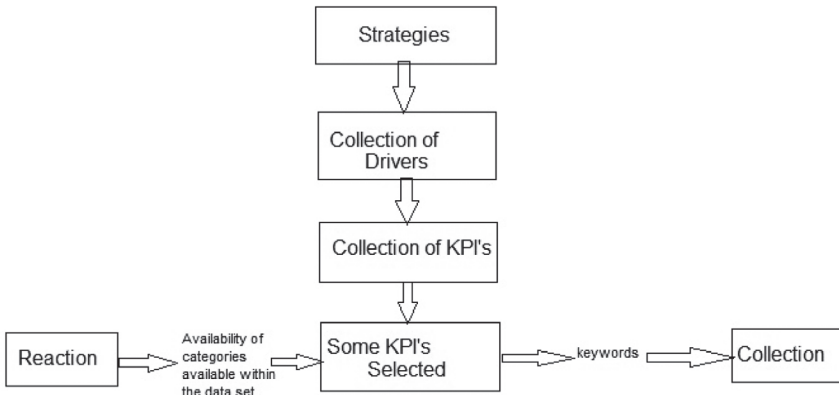 Strategies
Collection of
Drivers
Collection of KPI's
Reaction
Availability of
categories
available within
the data set
Some KPI's
Selected
keywords
Collection